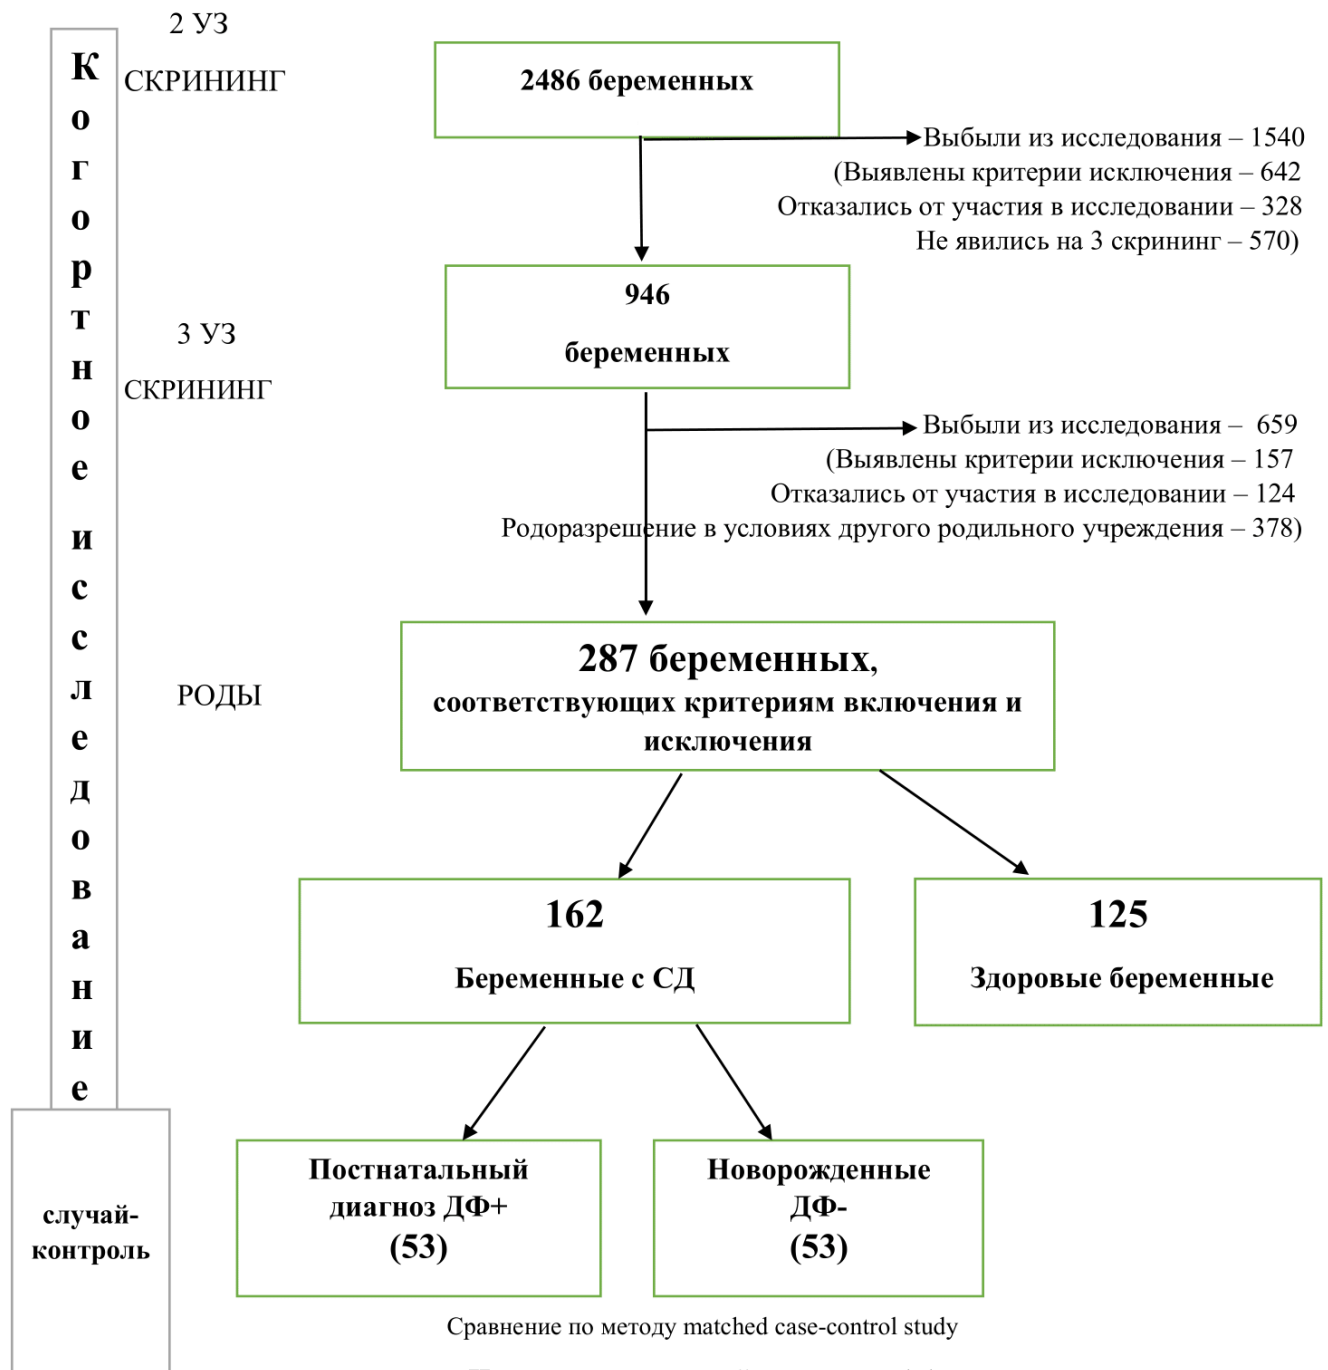 Когортное исследование
2 УЗ
СКРИНИНГ
2486 беременных
Выбыли из исследования – 1540
(Выявлены критерии исключения – 642
Отказались от участия в исследовании – 328
Не явились на 3 скрининг – 570)
946
беременных
3 УЗ
СКРИНИНГ
Выбыли из исследования – 659
(Выявлены критерии исключения – 157
Отказались от участия в исследовании – 124
Родоразрешение в условиях другого родильного учреждения – 378)
РОДЫ
287 беременных,
соответствующих критериям включения и
исключения
162
Беременные с СД
125
Здоровые беременные
случай-
контроль
Постнатальный
диагноз ДФ+
(53)
Новорожденные
ДФ-
(53)
Сравнение по методу matched case-control study